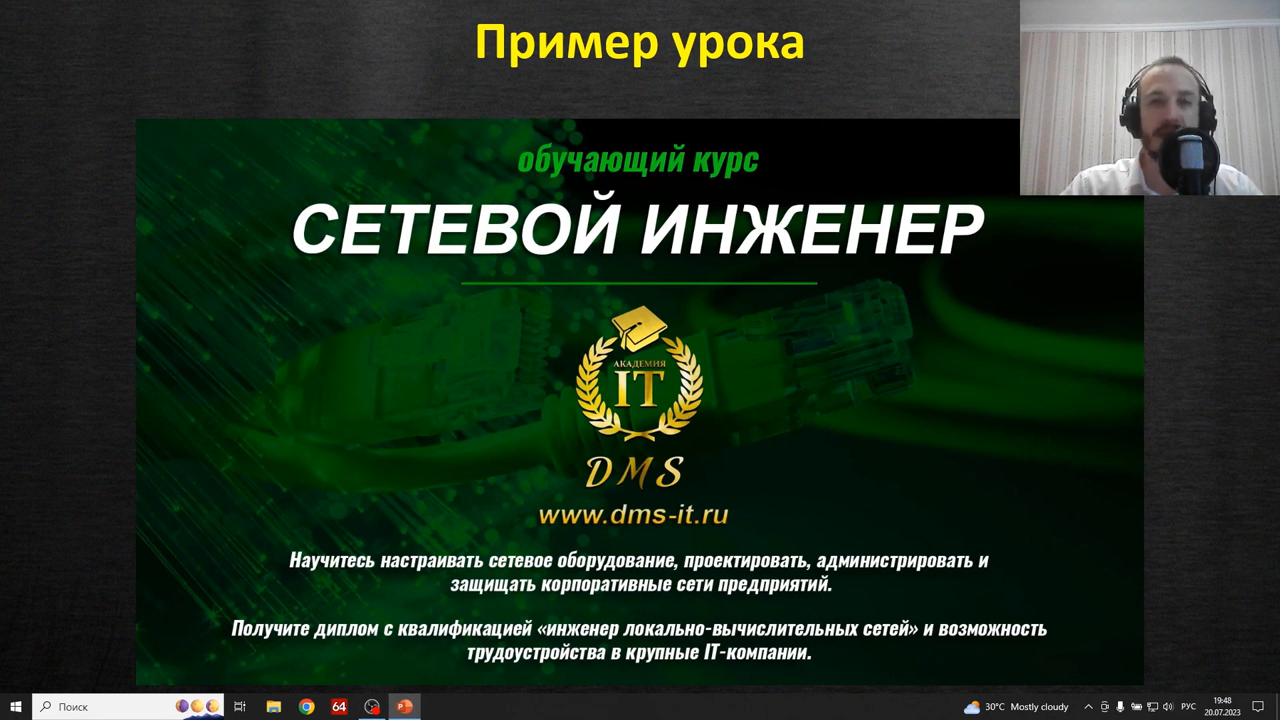 Пример урока
обучающий курс
СЕТЕВОЙ ИНЖЕНЕР
АКАДЕМИЯ
IT
DMS
www.dms-it.ru
Научитесь настраивать сетевое оборудование, проектировать, администрировать и
защищать корпоративные сети предприятий.
Получите диплом с квалификацией «инженер локально-вычислительных сетей» и возможность
трудоустройства в крупные IT-компании.
Поиск
64
30°C Mostly cloudy
РУС
19:48
20.07.2023